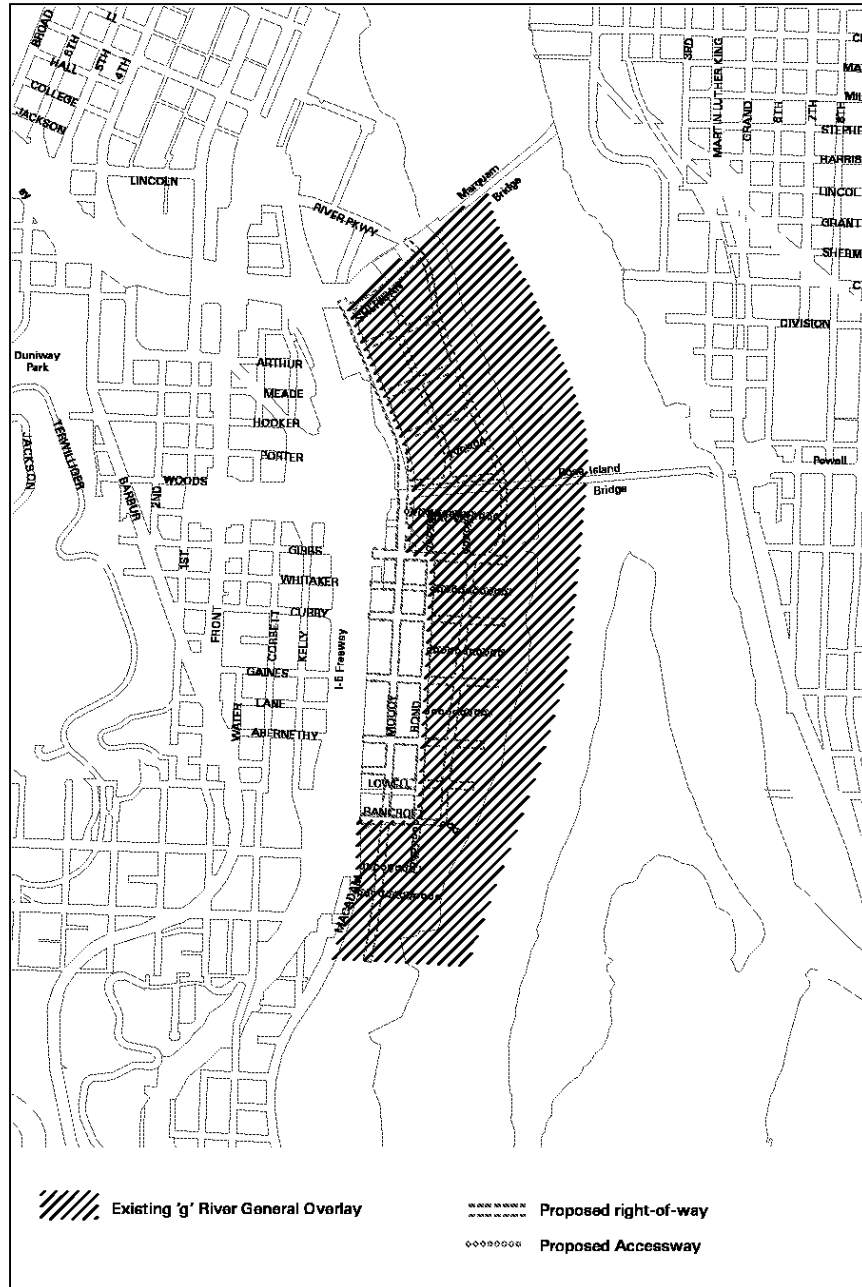 BROAD
6TH
HALL
5TH
4TH
COLLEGE
JACKSON
LINCOLN
RIVER PKWY
Marquam
Bridge
3RD
MARTIN LUTHER KING
GRAND
6TH
7TH
8TH
STEPHE
HARRIS
LINCOL
GRANT
SHERM
DIVISION
SHERIDAN
Duniway
Park
ARTHUR
MEADE
HOOKER
PORTER
JACKSON
TERWILLIGER
BARBUR
2ND
WOODS
Ross Island
Bridge
Powell
1ST
GIBBS
WHITAKER
CURRY
FRONT
CORBETT
KELLY
I-5 Freeway
GAINES
LANE
WATER
ABERNETHY
MOODY
BOND
LOWELL
BANCROFT
MACADAM
Existing 'g' River General Overlay
Proposed right-of-way
Proposed Accessway